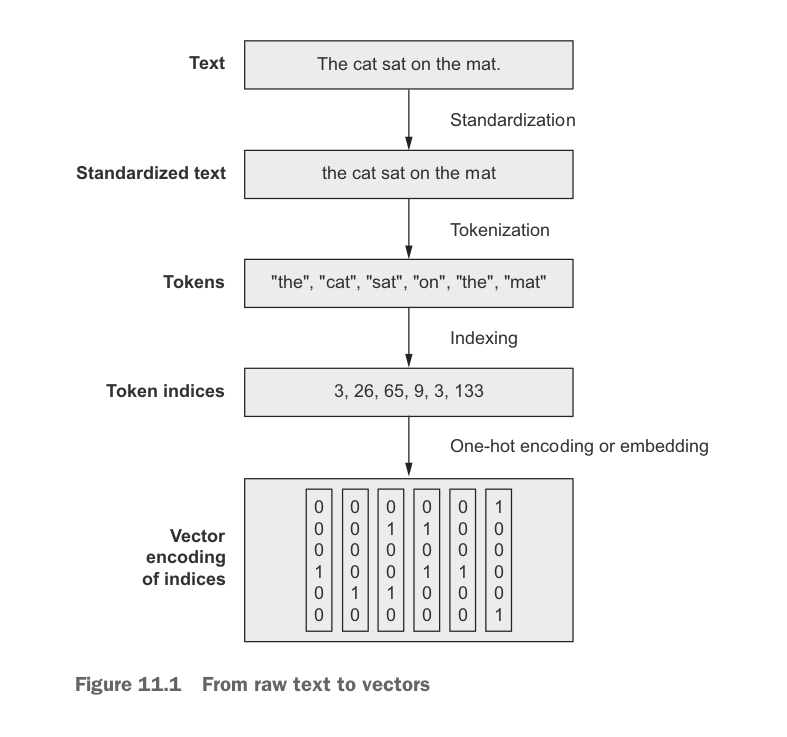 Text
The cat sat on the mat.
Standardization
Standardized text
the cat sat on the mat
Tokenization
Tokens
"the", "cat", "sat", "on", "the", "mat"
Indexing
Token indices
3, 26, 65, 9, 3, 133
One-hot encoding or embedding
Vector
encoding
of indices
0 0 0 0 0 1
0 0 1 1 0 0
0 0 0 0 0 0
1 0 0 1 1 0
0 1 1 0 0 0
0 0 0 0 0 1
Figure 11.1 From raw text to vectors